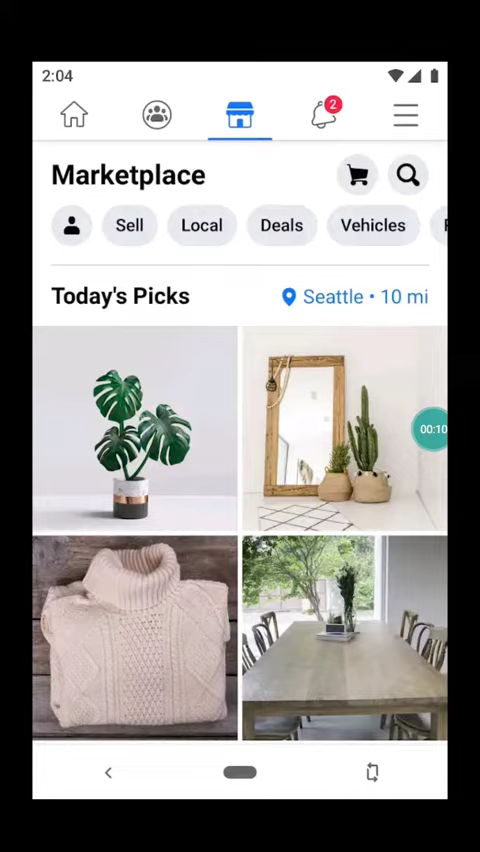 2:04
2
Marketplace
Sell Local Deals Vehicles
Today's Picks Seattle • 10 mi
00:10